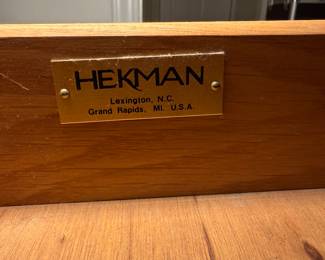 HEKMAN
Lexington, N.C.
Grand Rapids, MI. U.S.A.